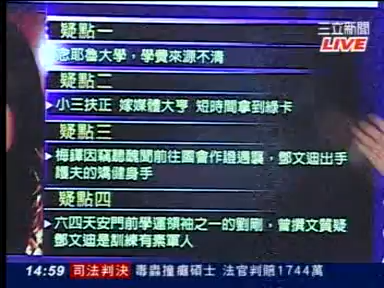 三立新聞
LIVE
疑點一
念耶魯大學，學費來源不清
疑點二
小三扶正 嫁媒體大亨 短時間拿到綠卡
疑點三
梅鐸因竊聽醜聞前往國會作證遇襲，鄧文迪出手
護夫的矯健身手
疑點四
六四天安門前學運領袖之一的劉剛，曾撰文質疑
鄧文迪是訓練有素軍人
14:59 司法判決 毒蟲撞癱碩士 法官判賠1744萬